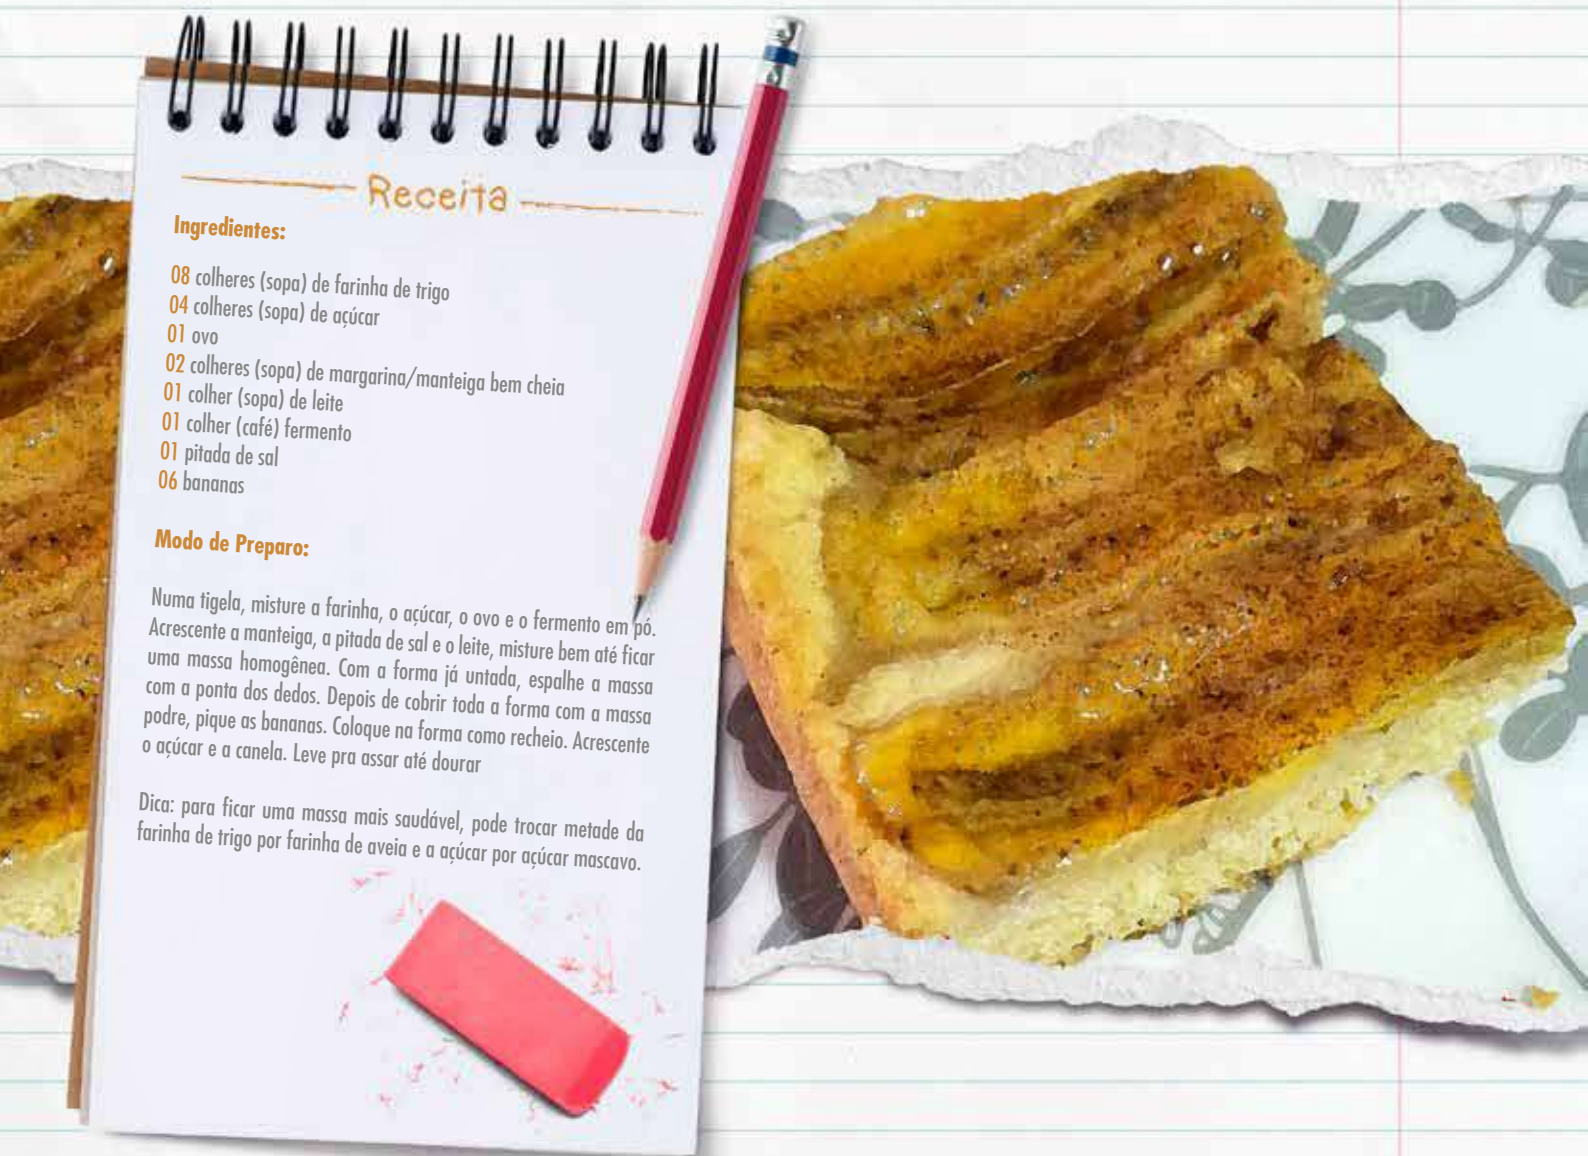 Receita
Ingredientes:
08 colheres (sopa) de farinha de trigo
04 colheres (sopa) de açúcar
01 ovo
02 colheres (sopa) de margarina/manteiga bem cheia
01 colher (sopa) de leite
01 colher (café) fermento
01 pitada de sal
06 bananas
Modo de Preparo:
Numa tigela, misture a farinha, o açúcar, o ovo e o fermento em pó.
Acrescente a manteiga, a pitada de sal e o leite, misture bem até ficar
uma massa homogênea. Com a forma já untada, espalhe a massa
com a ponta dos dedos. Depois de cobrir toda a forma com a massa
podre, pique as bananas. Coloque na forma como recheio. Acrescente
o açúcar e a canela. Leve pra assar até dourar
Dica: para ficar uma massa mais saudável, pode trocar metade da
farinha de trigo por farinha de aveia e a açúcar por açúcar mascavo.